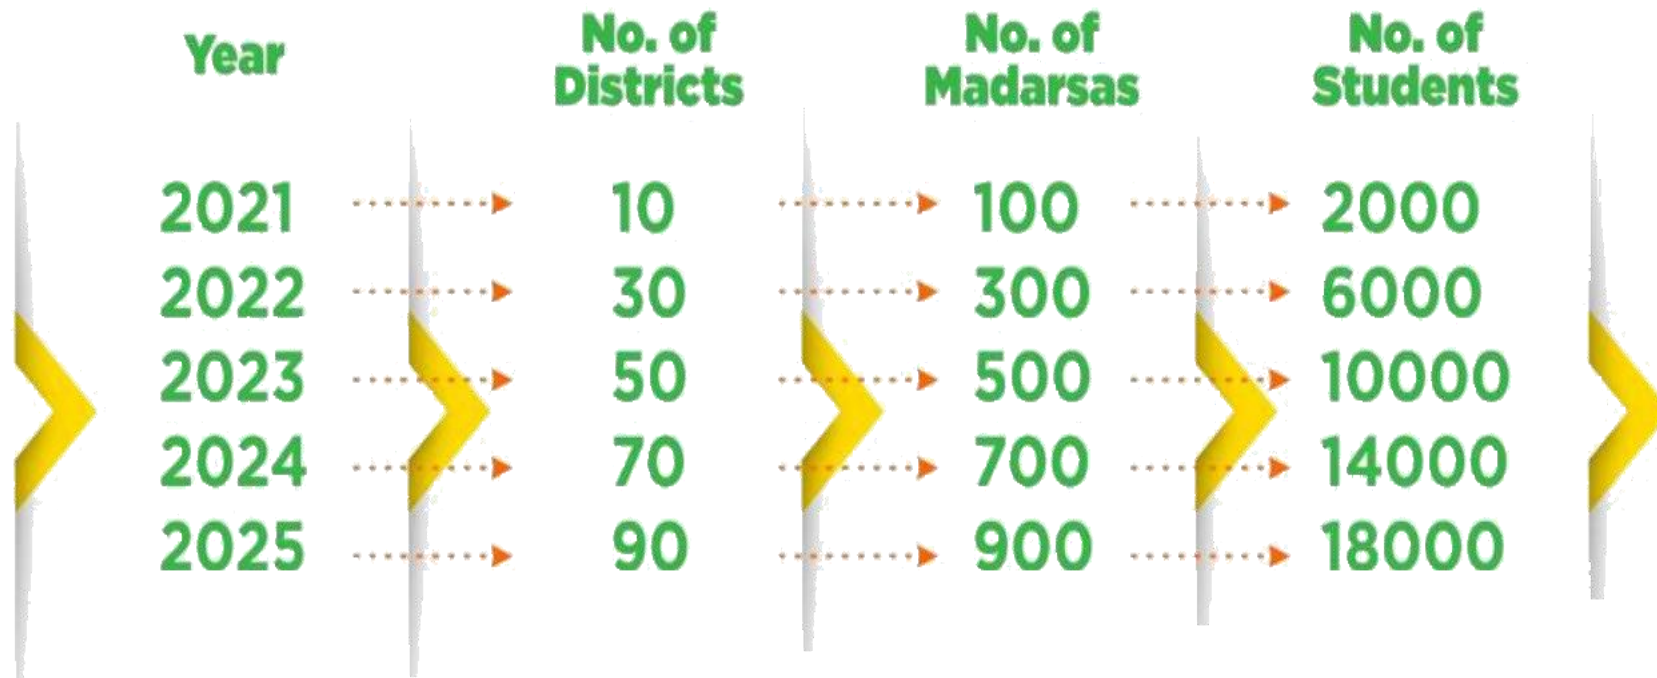 Year
No. of
Districts
No. of
Madarsas
No. of
Students
2021 10 100 2000
2022 30 300 6000
2023 50 500 10000
2024 70 700 14000
2025 90 900 18000